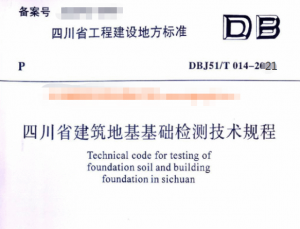 备案号
DB
四川省工程建设地方标准
P
DBJ51/T 014-2021
四川省建筑地基基础检测技术规程
Technical code for testing of
foundation soil and building
foundation in sichuan